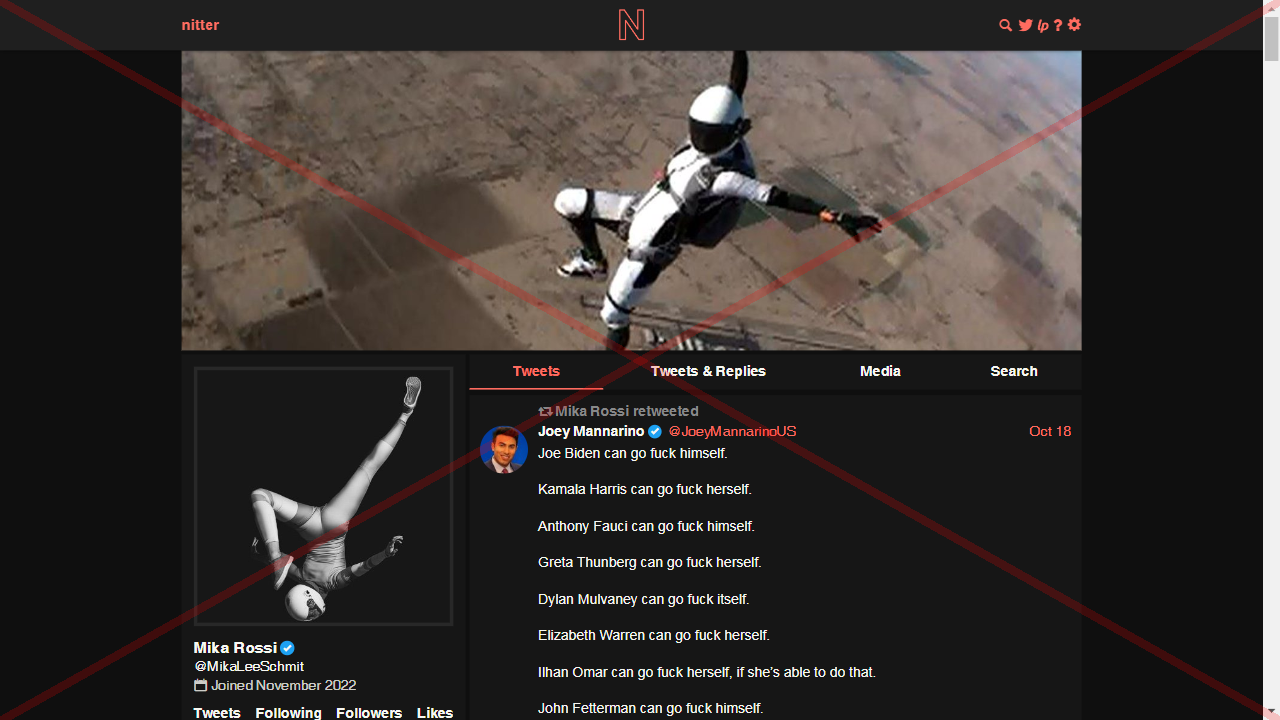 nitter
N
lp ?
Tweets
Tweets & Replies
Media
Search
Mika Rossi retweeted
Joey Mannarino @JoeyMannarinoUS Oct 18
Joe Biden can go fuck himself.
Kamala Harris can go fuck herself.
Anthony Fauci can go fuck himself.
Greta Thunberg can go fuck herself.
Dylan Mulvaney can go fuck itself.
Elizabeth Warren can go fuck herself.
Ilhan Omar can go fuck herself, if she's able to do that.
John Fetterman can go fuck himself.
Mika Rossi
@MikaLeeSchmit
Joined November 2022
Tweets Following Followers Likes